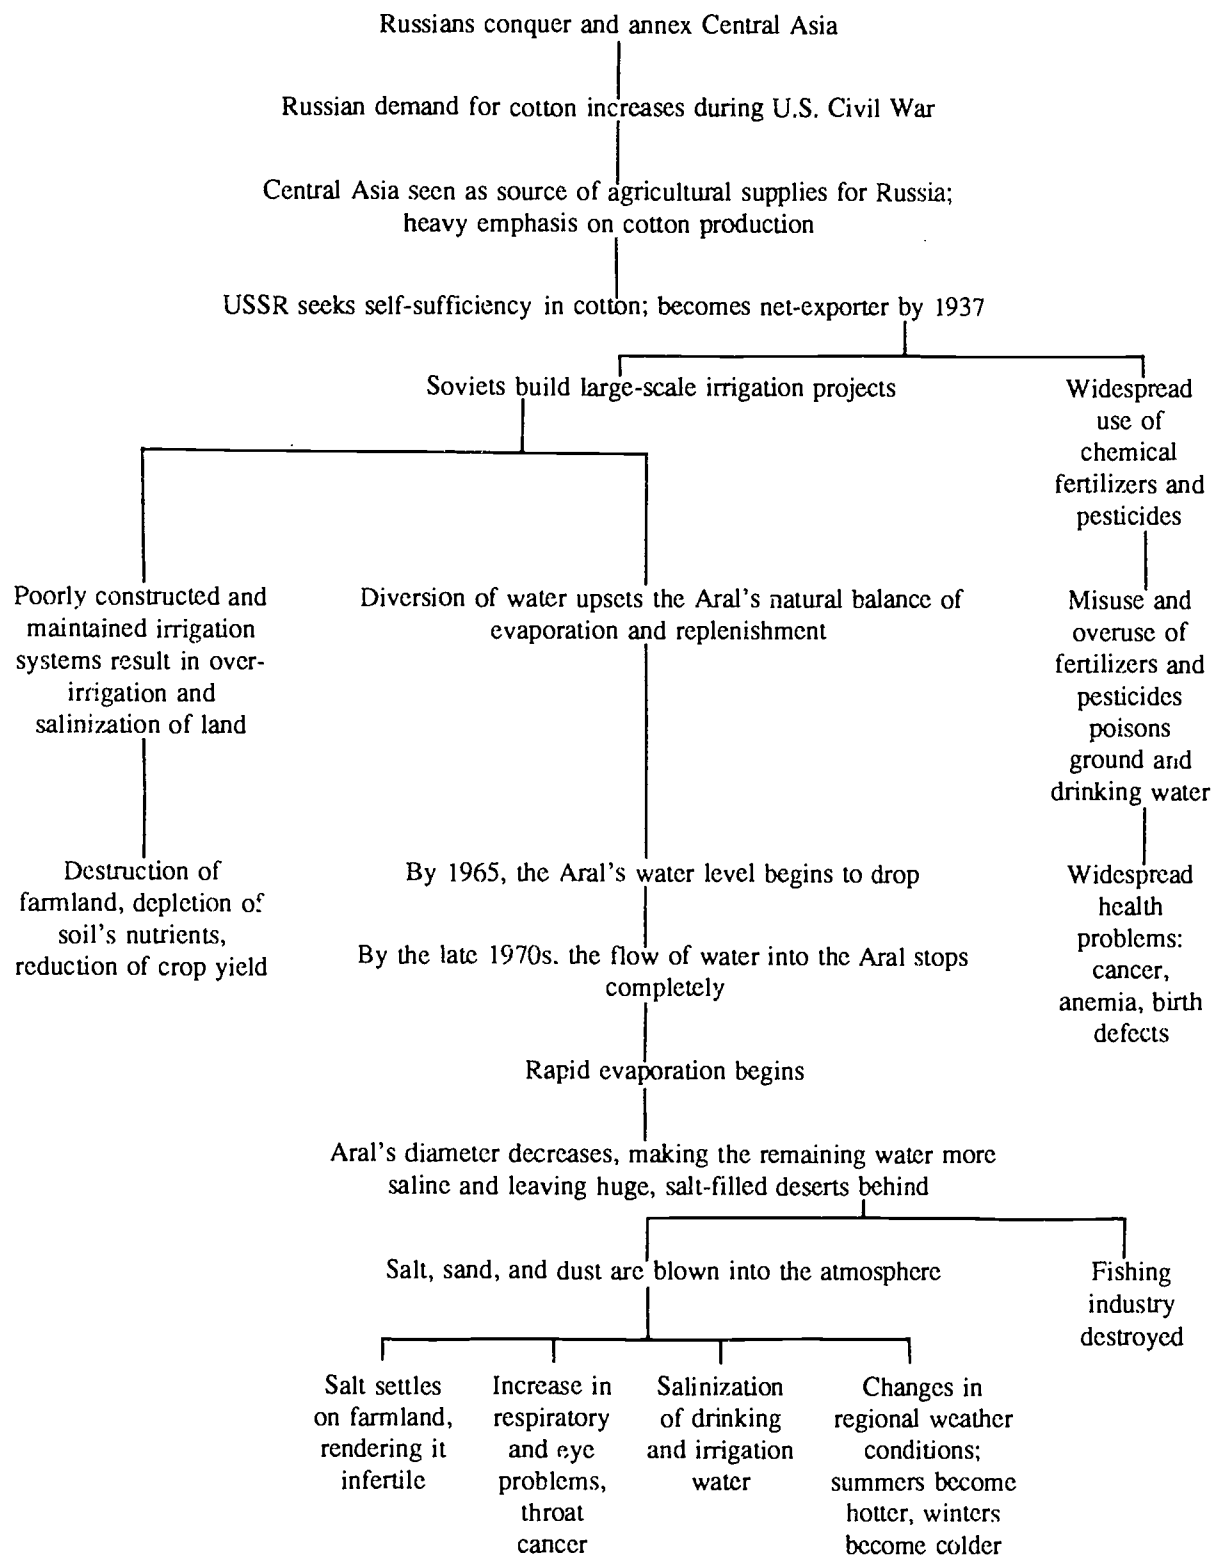 Russians conquer and annex Central Asia
Russian demand for cotton increases during U.S. Civil War
Central Asia seen as source of agricultural supplies for Russia;
heavy emphasis on cotton production
USSR seeks self-sufficiency in cotton; becomes net-exporter by 1937
Soviets build large-scale irrigation projects
Widespread
use of
chemical
fertilizers and
pesticides
Poorly constructed and
maintained irrigation
systems result in over-
irrigation and
salinization of land
Diversion of water upsets the Aral's natural balance of
evaporation and replenishment
Misuse and
overuse of
fertilizers and
pesticides
poisons
ground and
drinking water
Destruction of
farmland, depletion of
soil's nutrients,
reduction of crop yield
By 1965, the Aral's water level begins to drop
By the late 1970s. the flow of water into the Aral stops
completely
Widespread
health
problems:
cancer,
anemia, birth
defects
Rapid evaporation begins
Aral's diameter decreases, making the remaining water more
saline and leaving huge, salt-filled deserts behind
Salt, sand, and dust are blown into the atmosphere
Fishing
industry
destroyed
Salt settles
on farmland,
rendering it
infertile
Increase in
respiratory
and eye
problems,
throat
cancer
Salinization
of drinking
and irrigation
water
Changes in
regional weather
conditions;
summers become
hotter, winters
become colder